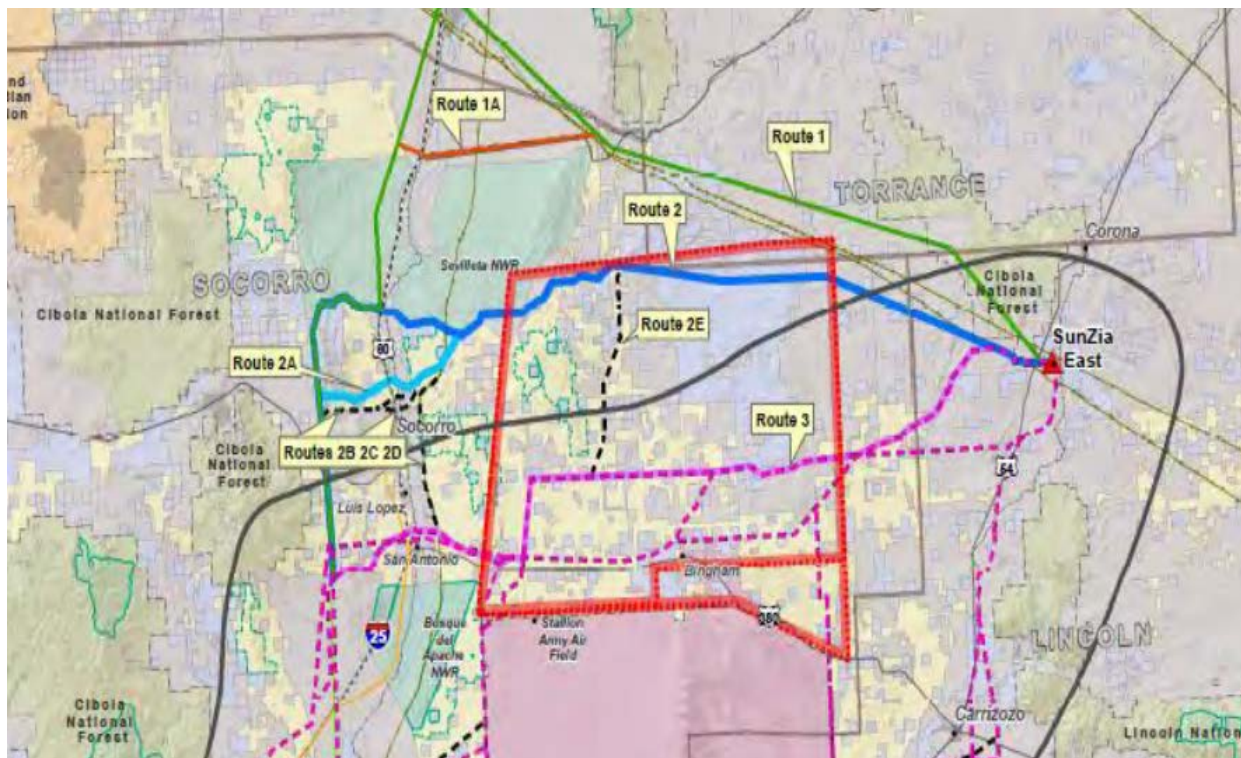 nd
lian
ion
Route 1A
Route 1
TORRANCE
Route 2
Corona
Sevilleta NWR
SOCORRO
Cibola
National
Forest
Cibola National Forest
Route 2E
60
SunZia
East
Route 2A
Route 3
Socorro
Routes 2B 2C 2D
Cibola
National
Forest
54
Luis Lopez
San Antonio
Bingham
380
Stallion
Army Air
Field
Bosque
del
Apache
NWR
25
LINCOLN
Cibola
National
Forest
Carrizozo
Lincoln Nation